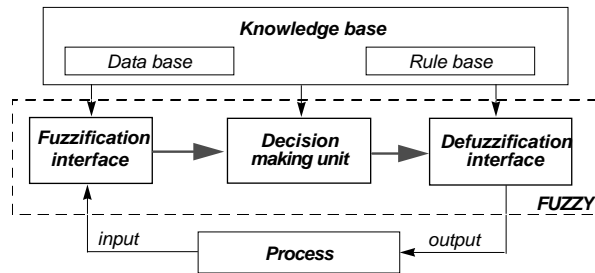 Knowledge base
Data base
Rule base
Fuzzification
interface
Decision
making unit
Defuzzification
interface
FUZZY
input
Process
output